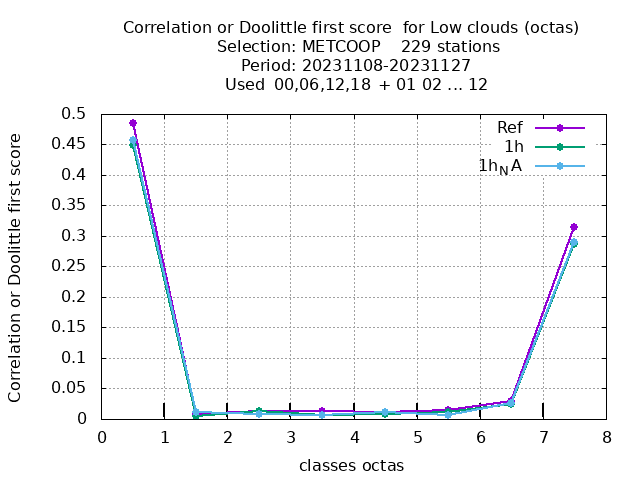 Correlation or Doolittle first score  for Low clouds (octas)
Selection: METCOOP    229 stations
Period: 20231108-20231127
Used  00,06,12,18 + 01 02 ... 12
Correlation or Doolittle first score
0.5
0.45
0.4
0.35
0.3
0.25
0.2
0.15
0.1
0.05
0
Ref
1h
1hNA
0 1 2 3 4 5 6 7 8
classes octas